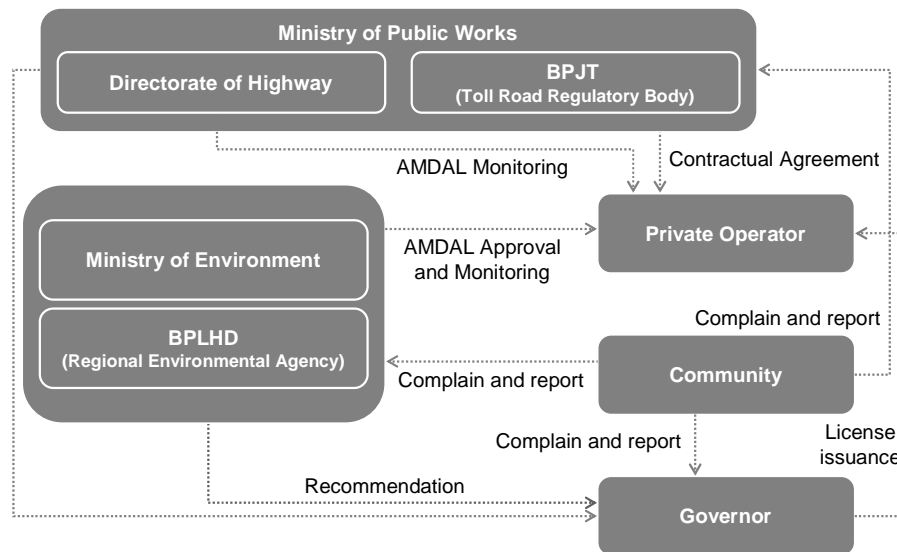 Ministry of Public Works
Directorate of Highway
BPJT
(Toll Road Regulatory Body)
AMDAL Monitoring
Contractual Agreement
Private Operator
Ministry of Environment
AMDAL Approval
and Monitoring
BPLHD
(Regional Environmental Agency)
Complain and report
Complain and report
Community
Complain and report
License
issuance
Recommendation
Governor